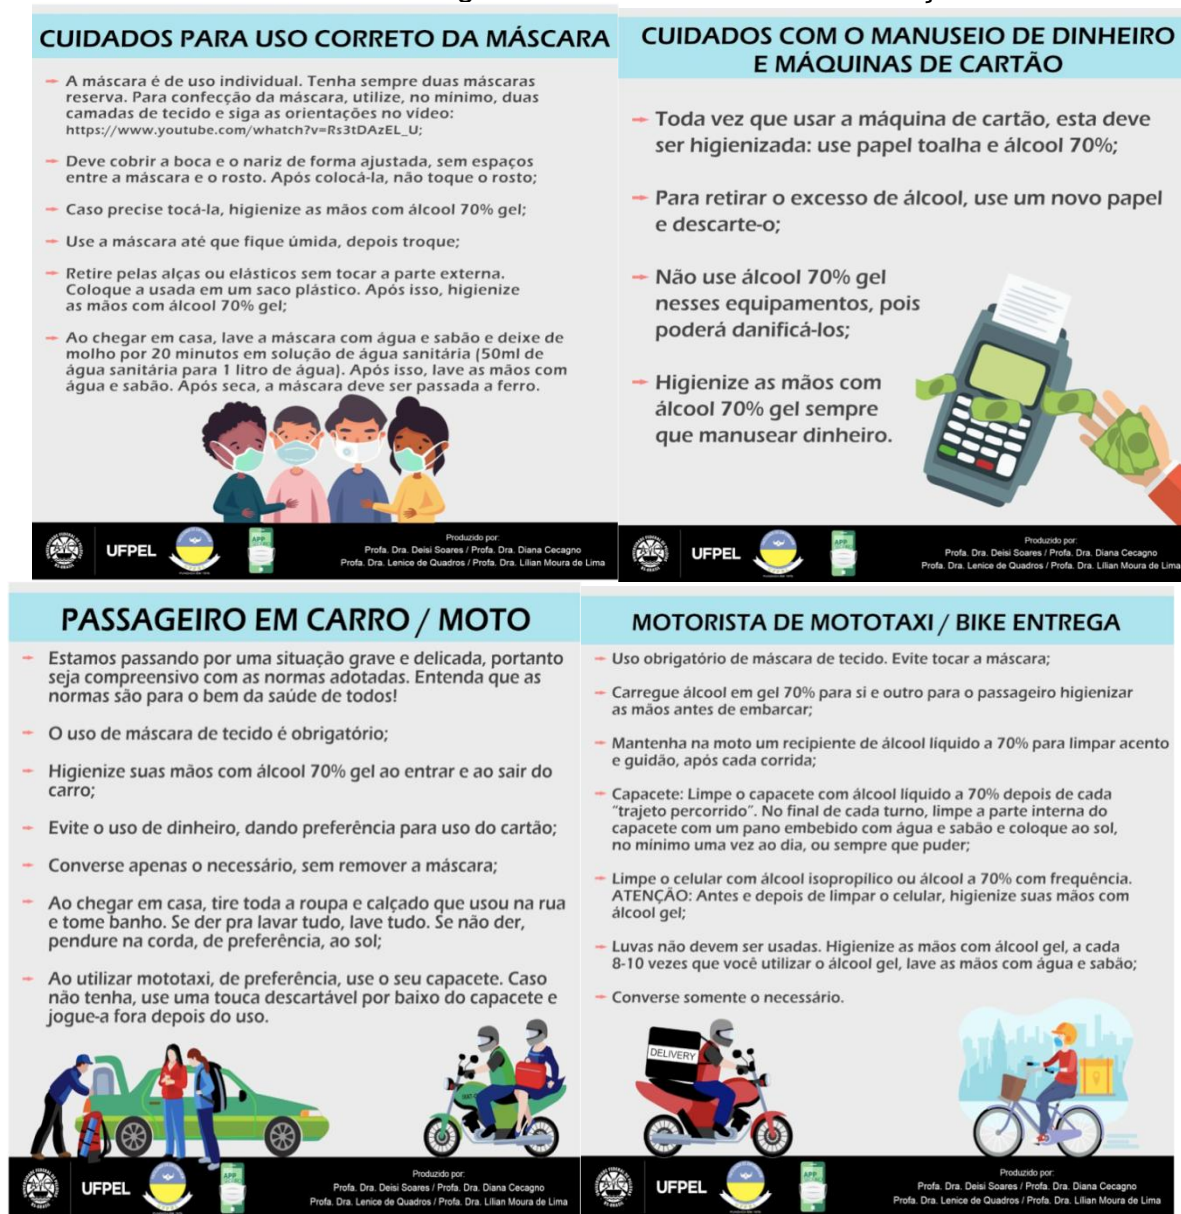 CUIDADOS PARA USO CORRETO DA MÁSCARA
A máscara é de uso individual. Tenha sempre duas máscaras
reserva. Para confecção da máscara, utilize, no mínimo, duas
camadas de tecido e siga as orientações no vídeo:
https://www.youtube.com/whatch?v=Rs3tDAzEL_U;
Deve cobrir a boca e o nariz de forma ajustada, sem espaços
entre a máscara e o rosto. Após colocá-la, não toque o rosto;
Caso precise tocá-la, higienize as mãos com álcool 70% gel;
Use a máscara até que fique úmida, depois troque;
Retire pelas alças ou elásticos sem tocar a parte externa.
Coloque a usada em um saco plástico. Após isso, higienize
as mãos com álcool 70% gel;
Ao chegar em casa, lave a máscara com água e sabão e deixe de
molho por 20 minutos em solução de água sanitária (50ml de
água sanitária para 1 litro de água). Após isso, lave as mãos com
água e sabão. Após seca, a máscara deve ser passada a ferro.
UFPEL
APP
Produzido por:
Profa. Dra. Deisi Soares / Profa. Dra. Diana Cecagno
Profa. Dra. Lenice de Quadros / Profa. Dra. Lílian Moura de Lima
CUIDADOS COM O MANUSEIO DE DINHEIRO
E MÁQUINAS DE CARTÃO
Toda vez que usar a máquina de cartão, esta deve
ser higienizada: use papel toalha e álcool 70%;
Para retirar o excesso de álcool, use um novo papel
e descarte-o;
Não use álcool 70% gel
nesses equipamentos, pois
poderá danificá-los;
Higienize as mãos com
álcool 70% gel sempre
que manusear dinheiro.
UFPEL
APP
Produzido por:
Profa. Dra. Deisi Soares / Profa. Dra. Diana Cecagno
Profa. Dra. Lenice de Quadros / Profa. Dra. Lílian Moura de Lima
PASSAGEIRO EM CARRO / MOTO
Estamos passando por uma situação grave e delicada, portanto
seja compreensivo com as normas adotadas. Entenda que as
normas são para o bem da saúde de todos!
O uso de máscara de tecido é obrigatório;
Higienize suas mãos com álcool 70% gel ao entrar e ao sair do
carro;
Evite o uso de dinheiro, dando preferência para uso do cartão;
Converse apenas o necessário, sem remover a máscara;
Ao chegar em casa, tire toda a roupa e calçado que usou na rua
e tome banho. Se der pra lavar tudo, lave tudo. Se não der,
pendure na corda, de preferência, ao sol;
Ao utilizar mototaxi, de preferência, use o seu capacete. Caso
não tenha, use uma touca descartável por baixo do capacete e
jogue-a fora depois do uso.
UFPEL
APP
Produzido por:
Profa. Dra. Deisi Soares / Profa. Dra. Diana Cecagno
Profa. Dra. Lenice de Quadros / Profa. Dra. Lílian Moura de Lima
MOTORISTA DE MOTOTAXI / BIKE ENTREGA
Uso obrigatório de máscara de tecido. Evite tocar a máscara;
Carregue álcool em gel 70% para si e outro para o passageiro higienizar
as mãos antes de embarcar;
Mantenha na moto um recipiente de álcool líquido a 70% para limpar acento
e guidão, após cada corrida;
Capacete: Limpe o capacete com álcool líquido a 70% depois de cada
"trajeto percorrido". No final de cada turno, limpe a parte interna do
capacete com um pano embebido com água e sabão e coloque ao sol,
no mínimo uma vez ao dia, ou sempre que puder;
Limpe o celular com álcool isopropílico ou álcool a 70% com frequência.
ATENÇÃO: Antes e depois de limpar o celular, higienize suas mãos com
álcool gel;
Luvas não devem ser usadas. Higienize as mãos com álcool gel, a cada
8-10 vezes que você utilizar o álcool gel, lave as mãos com água e sabão;
Converse somente o necessário.
DELIVERY
UFPEL
APP
Produzido por:
Profa. Dra. Deisi Soares / Profa. Dra. Diana Cecagno
Profa. Dra. Lenice de Quadros / Profa. Dra. Lílian Moura de Lima